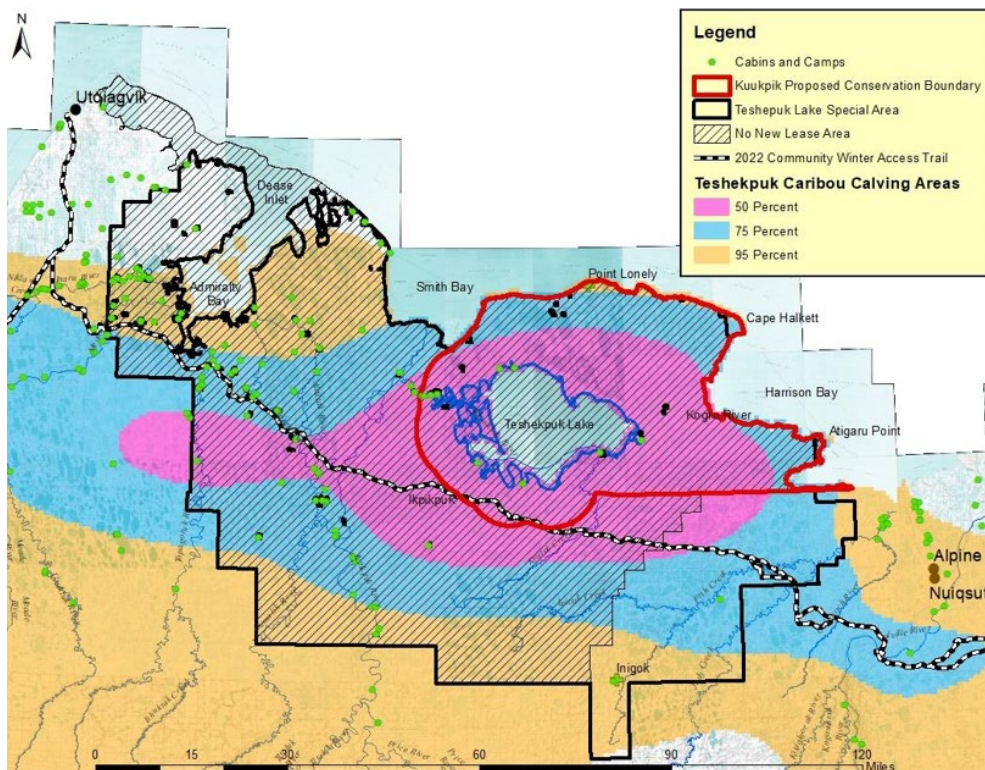 N
Legend
Cabins and Camps
Kuukpik Proposed Conservation Boundary
Teshepuk Lake Special Area
No New Lease Area
2022 Community Winter Access Trail
Teshekpuk Caribou Calving Areas
50 Percent
75 Percent
95 Percent
Utqiagvik
Dease
Inlet
Admiralty
Bay
Smith Bay
Point Lonely
Cape Halkett
Harrison Bay
Kogru River
Atigaru Point
Teshekpuk Lake
Ikpikpuk
Alpine
Nuiqsut
Inigok
0 15 30 60 90 120
Miles